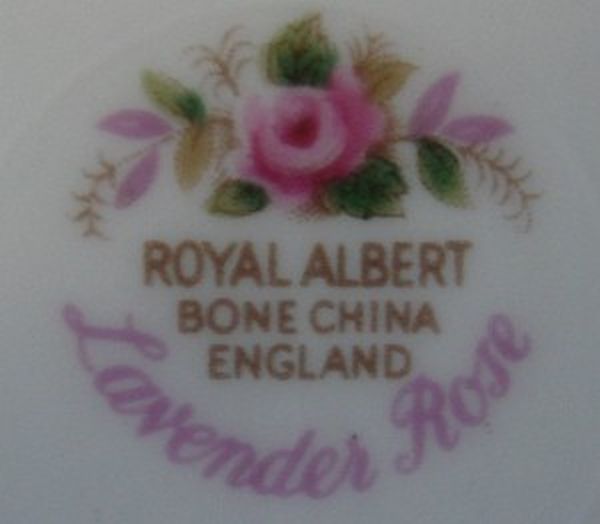 ROYAL ALBERT
BONE CHINA
ENGLAND
Lavender Rose